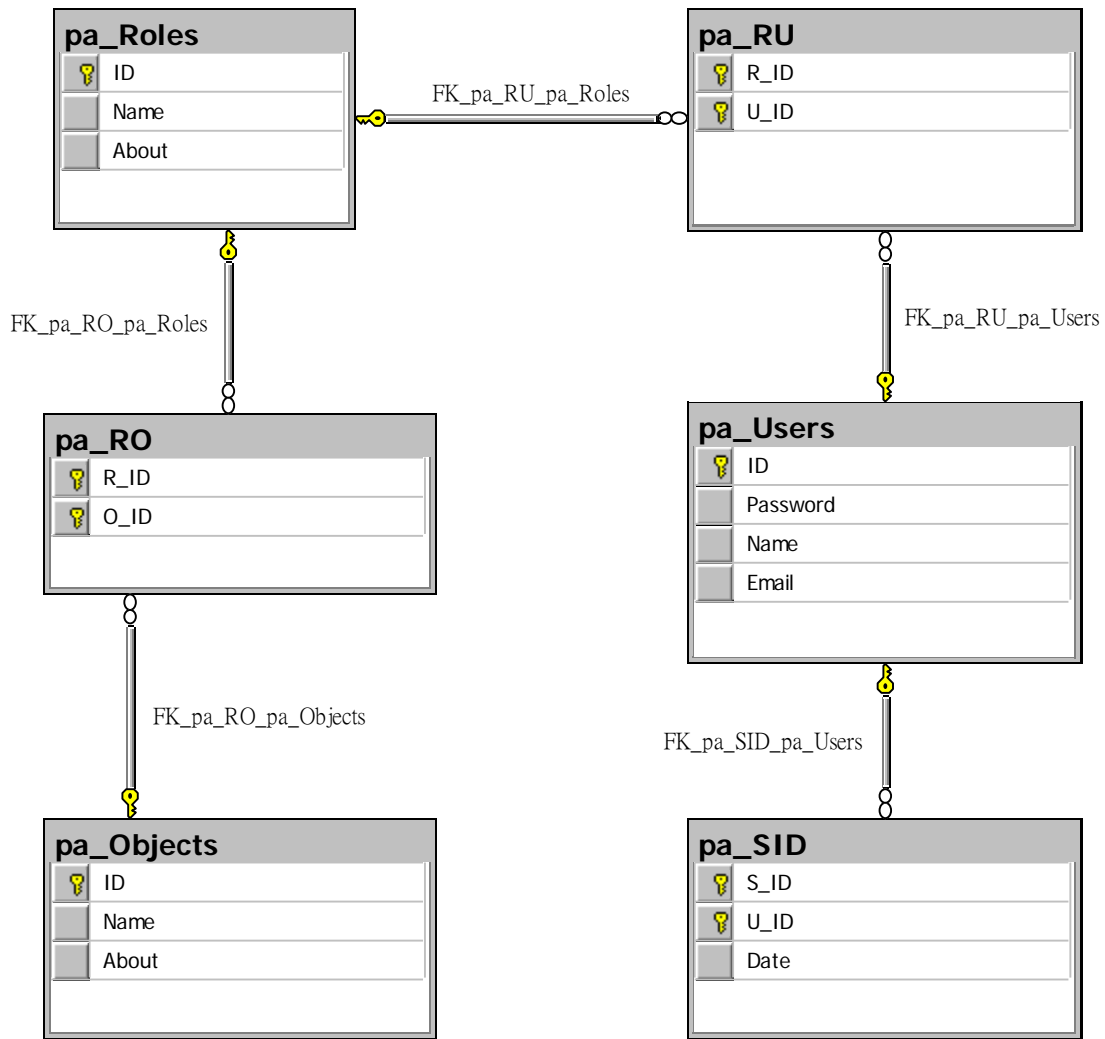 pa_Roles
ID
Name
About
FK_pa_RU_pa_Roles
pa_RU
R_ID
U_ID
FK_pa_RO_pa_Roles
FK_pa_RU_pa_Users
pa_RO
R_ID
O_ID
pa_Users
ID
Password
Name
Email
FK_pa_RO_pa_Objects
FK_pa_SID_pa_Users
pa_Objects
ID
Name
About
pa_SID
S_ID
U_ID
Date